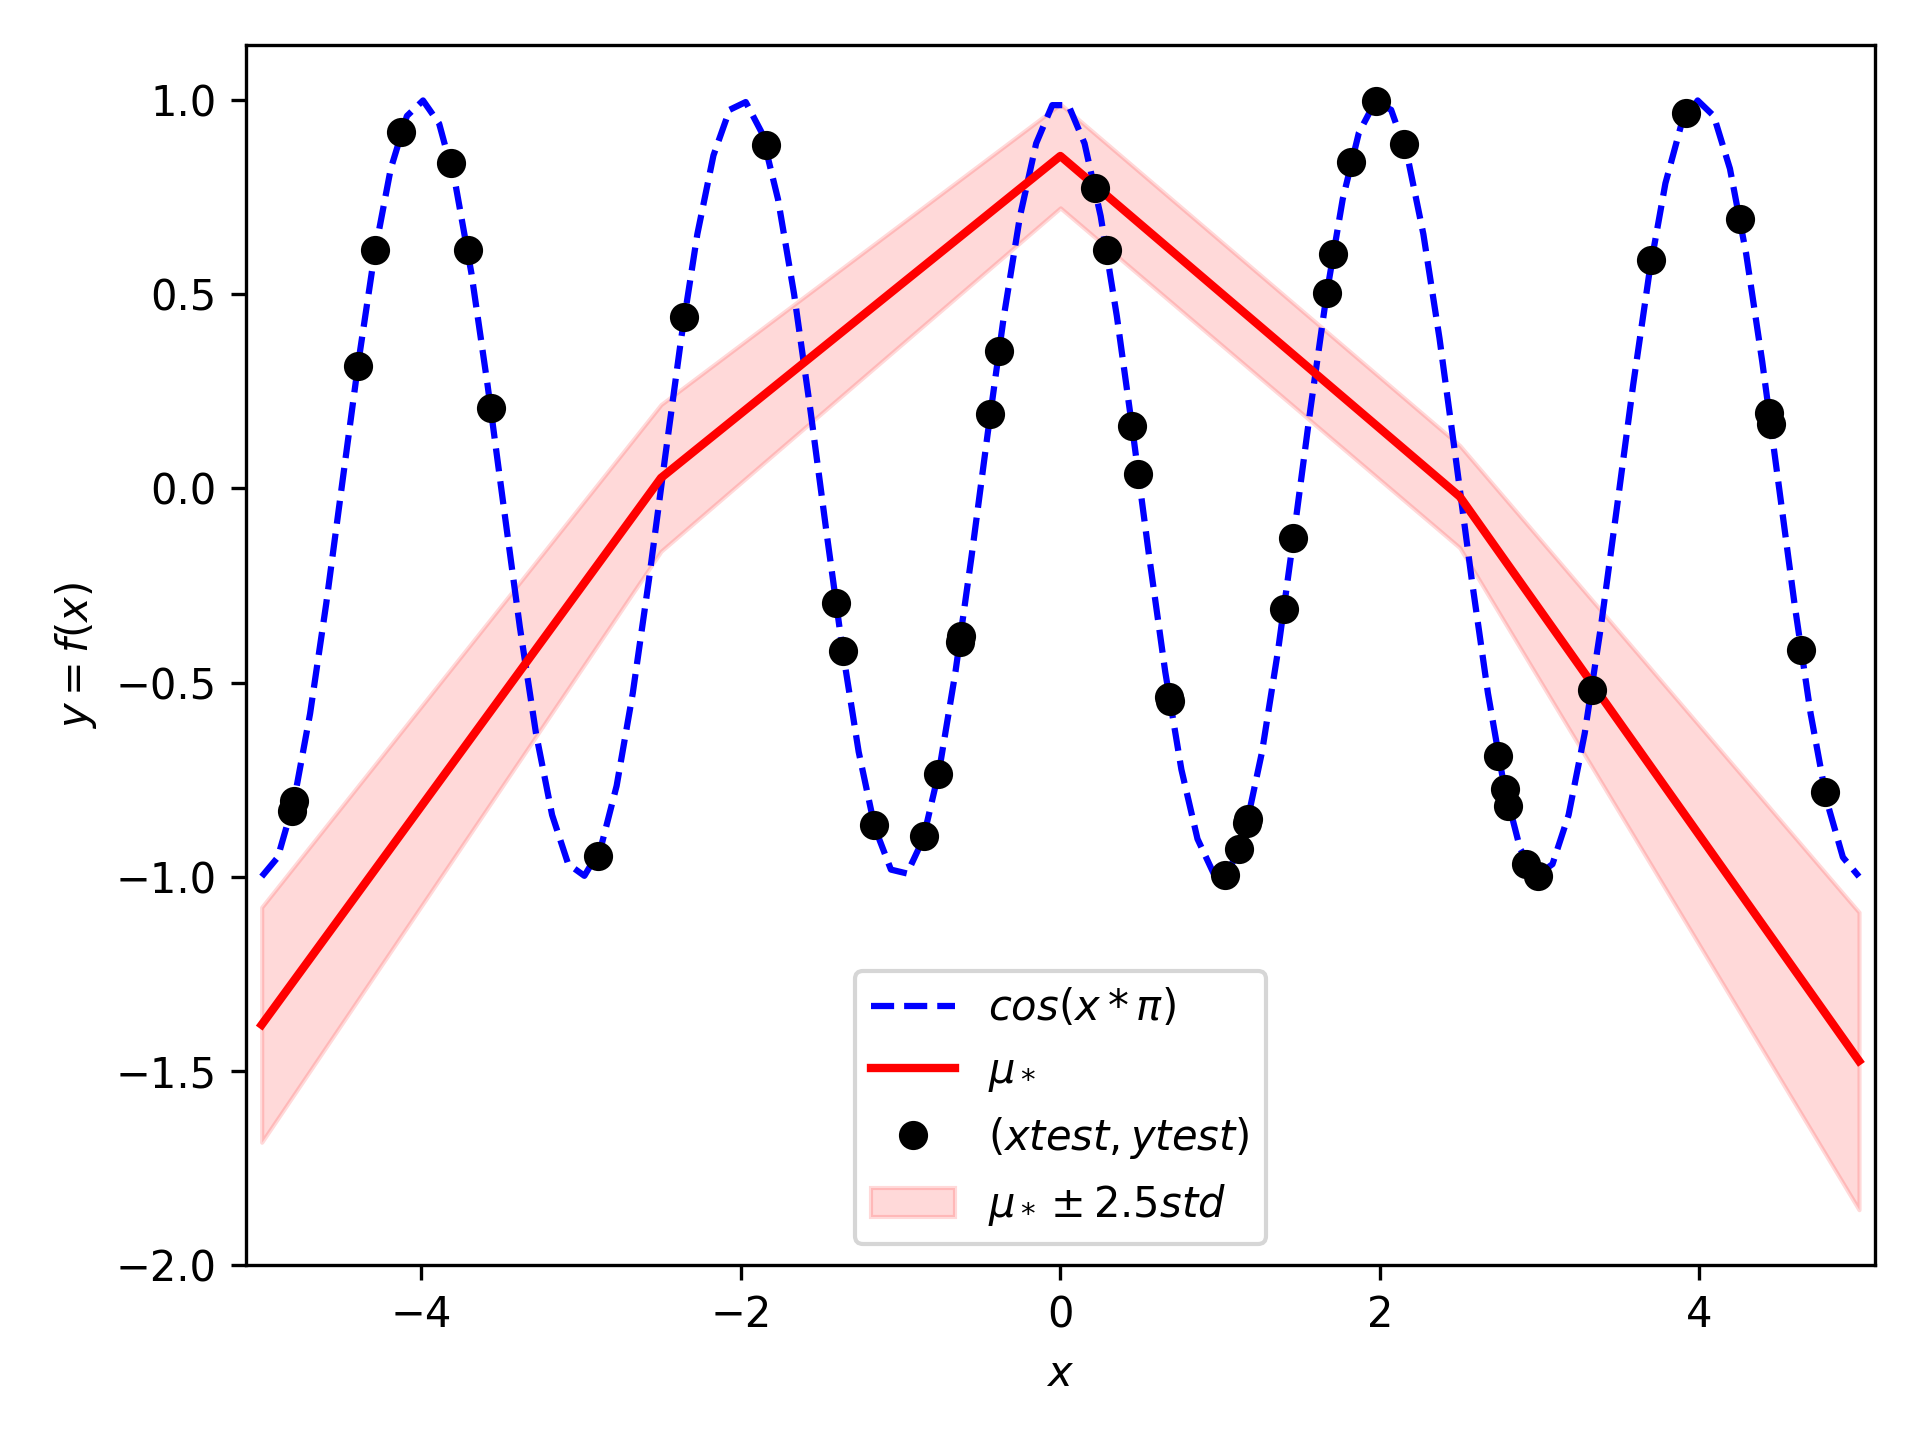 1.0
0.5
0.0
−0.5
−1.0
−1.5
−2.0
y = f(x)
cos(x * π)
μ*
(xtest, ytest)
μ* ± 2.5std
−4 −2 0 2 4
x